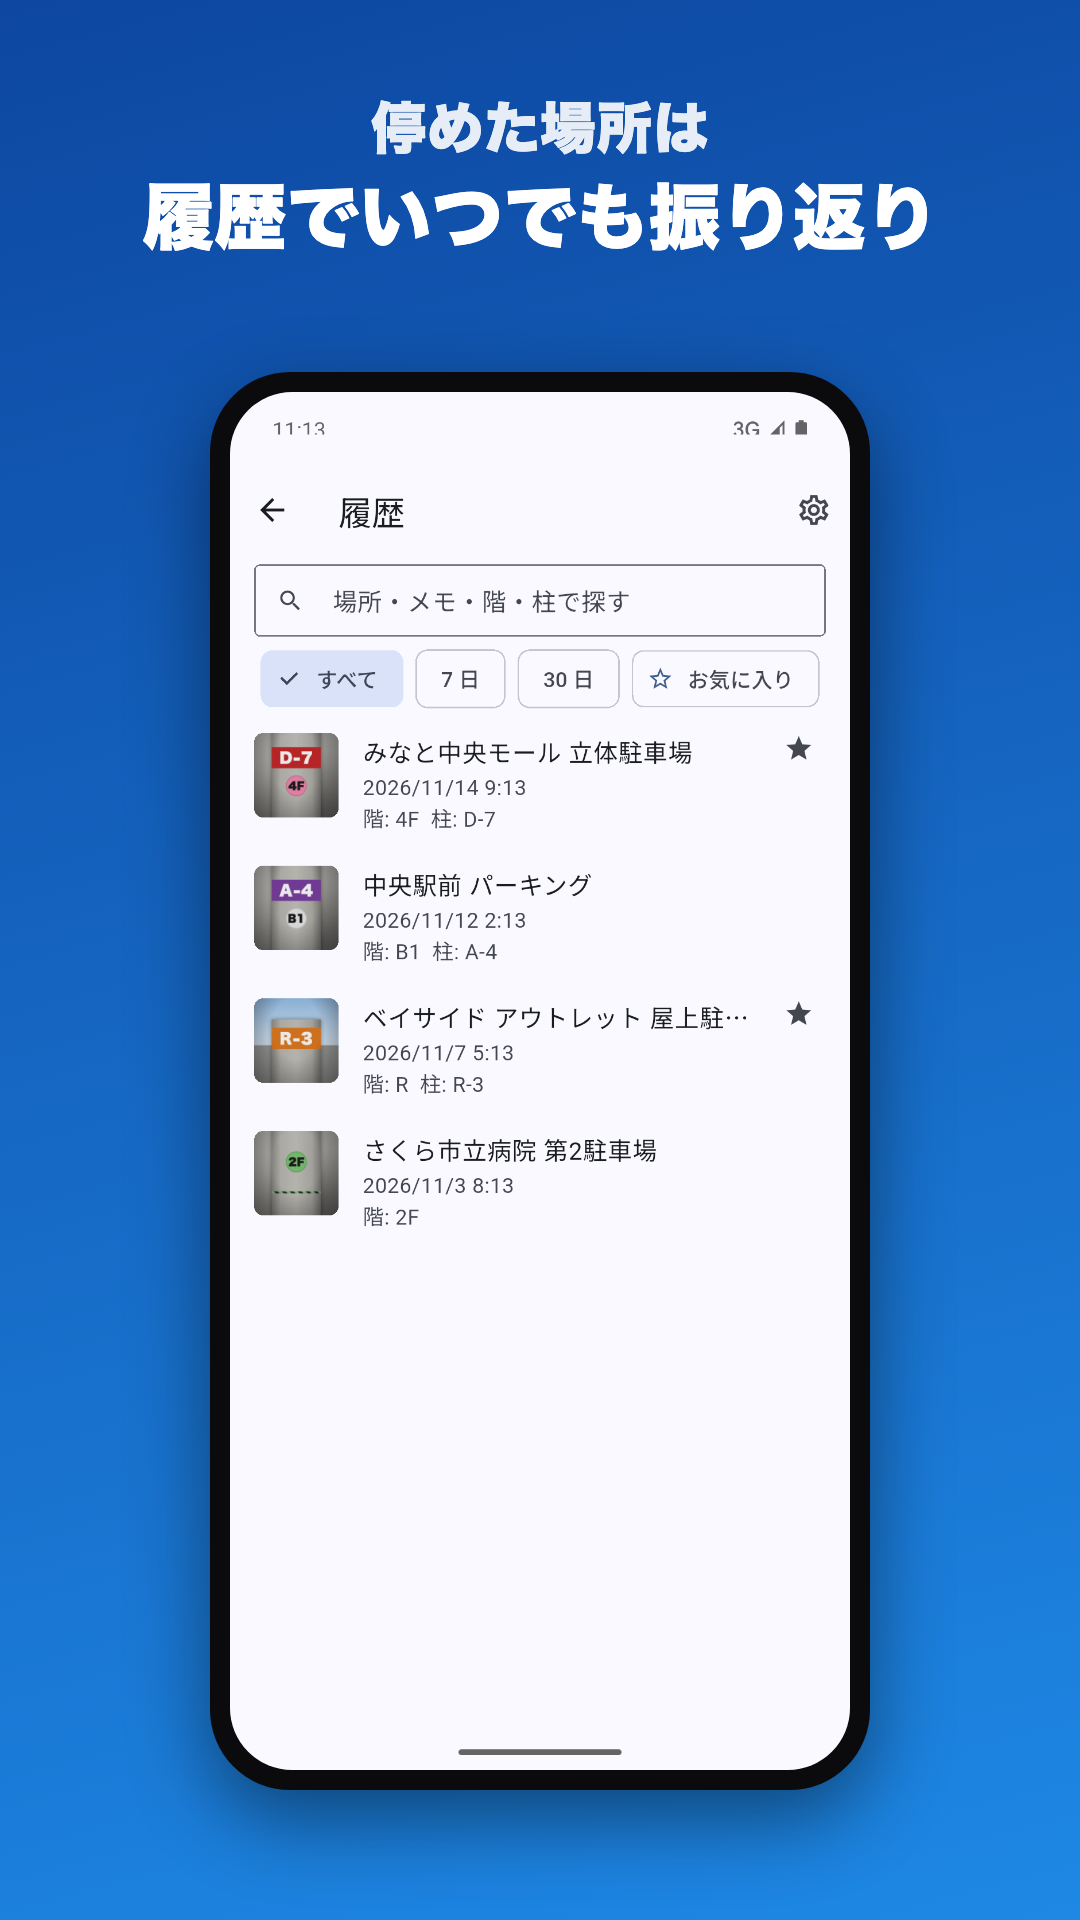 停めた場所は
履歴でいつでも振り返り
11:13
3G
履歴
場所・メモ・階・柱で探す
すべて
7 日
30 日
お気に入り
D-7
4F
みなと中央モール 立体駐車場
2026/11/14 9:13
階: 4F 柱: D-7
A-4
B1
中央駅前 パーキング
2026/11/12 2:13
階: B1 柱: A-4
R-3
ベイサイド アウトレット 屋上駐…
2026/11/7 5:13
階: R 柱: R-3
2F
さくら市立病院 第2駐車場
2026/11/3 8:13
階: 2F